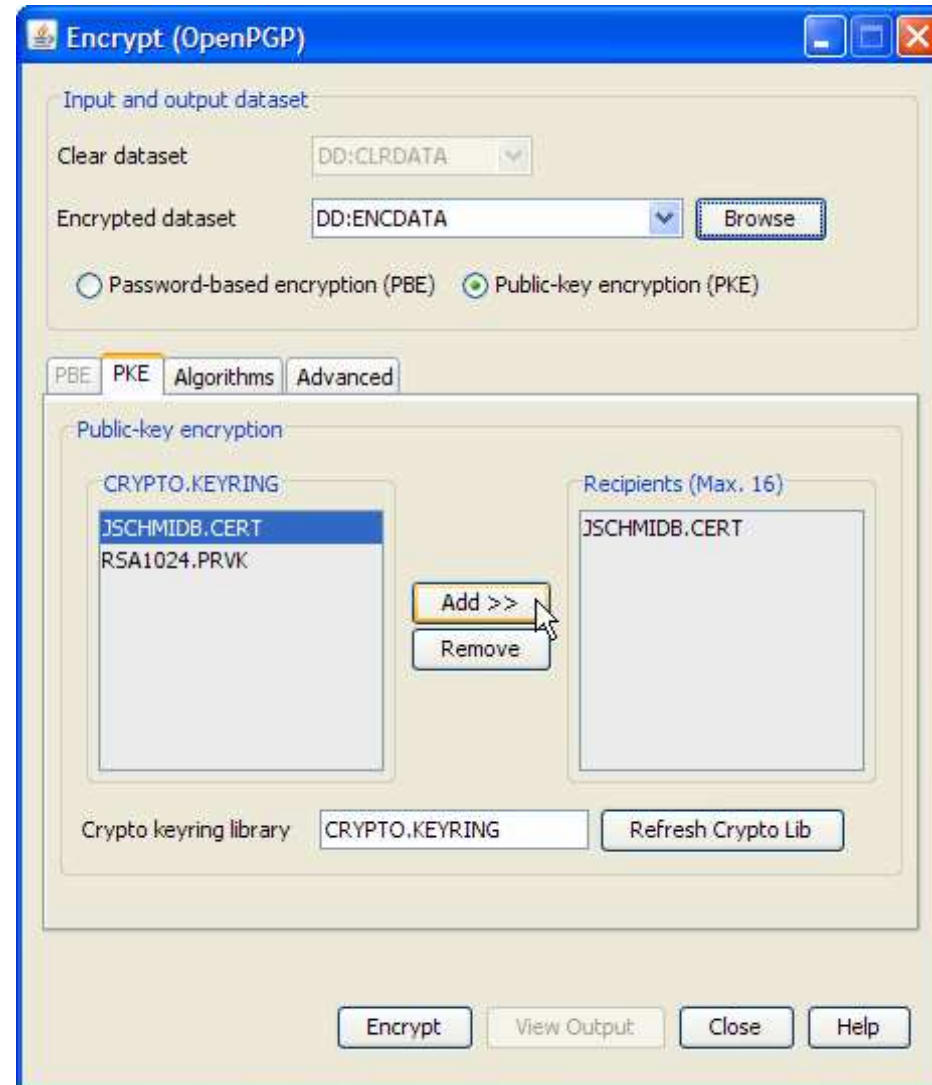 Encrypt (OpenPGP)
Input and output dataset
Clear dataset DD:CLRDATA
Encrypted dataset DD:ENCDATA Browse
Password-based encryption (PBE) Public-key encryption (PKE)
PBE PKE Algorithms Advanced
Public-key encryption
CRYPTO.KEYRING Recipients (Max. 16)
JSCHMIDB.CERT JSCHMIDB.CERT
RSA1024.PRVK
Add >>
Remove
Crypto keyring library CRYPTO.KEYRING Refresh Crypto Lib
Encrypt View Output Close Help